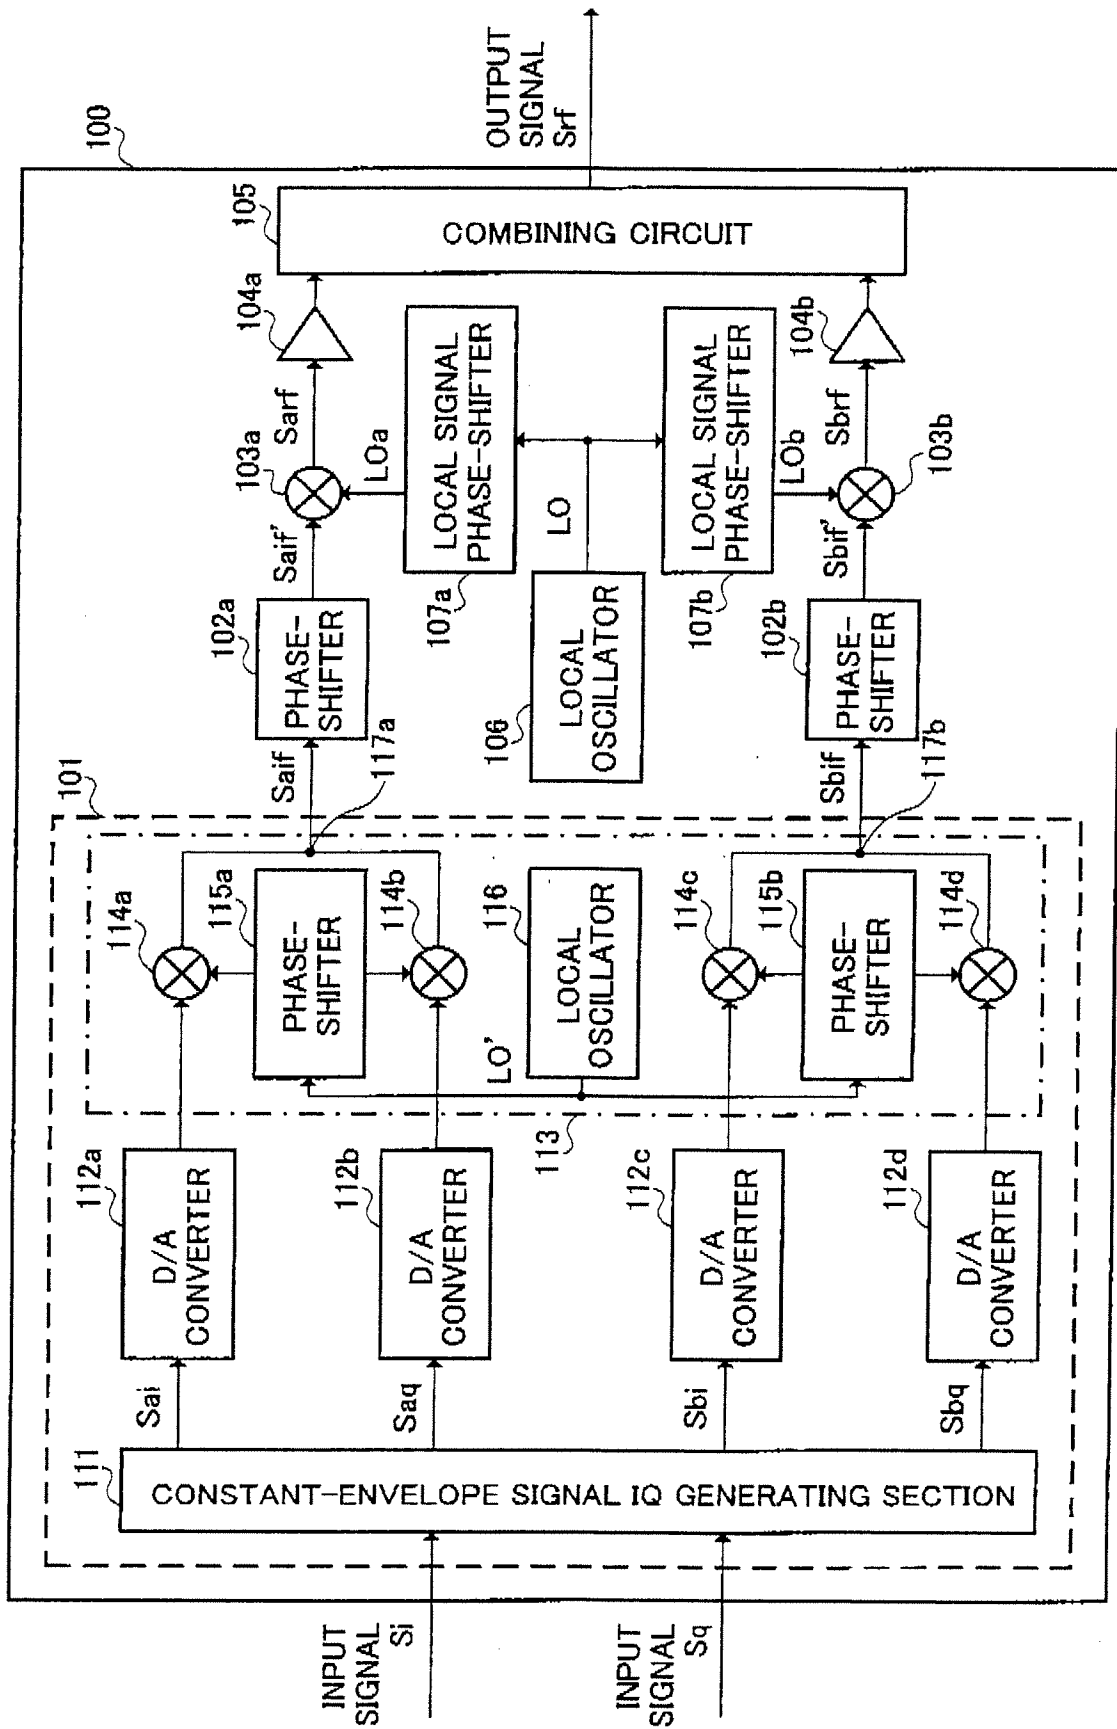 100
101
INPUT
SIGNAL
Si
INPUT
SIGNAL
Sq
111
CONSTANT-ENVELOPE SIGNAL IQ GENERATING SECTION
Sai
Saq
Sbi
Sbq
112a
D/A
CONVERTER
112b
D/A
CONVERTER
112c
D/A
CONVERTER
112d
D/A
CONVERTER
113
114a
115a
PHASE-
SHIFTER
114b
LO'
116
LOCAL
OSCILLATOR
114c
115b
PHASE-
SHIFTER
114d
117a
117b
Saif
Sbif
102a
PHASE-
SHIFTER
102b
PHASE-
SHIFTER
106
LOCAL
OSCILLATOR
LO
Saif'
Sbif'
103a
103b
LOa
LOb
107a
LOCAL SIGNAL
PHASE-SHIFTER
107b
LOCAL SIGNAL
PHASE-SHIFTER
Sarf
Sbrf
104a
104b
105
COMBINING CIRCUIT
OUTPUT
SIGNAL
Srf